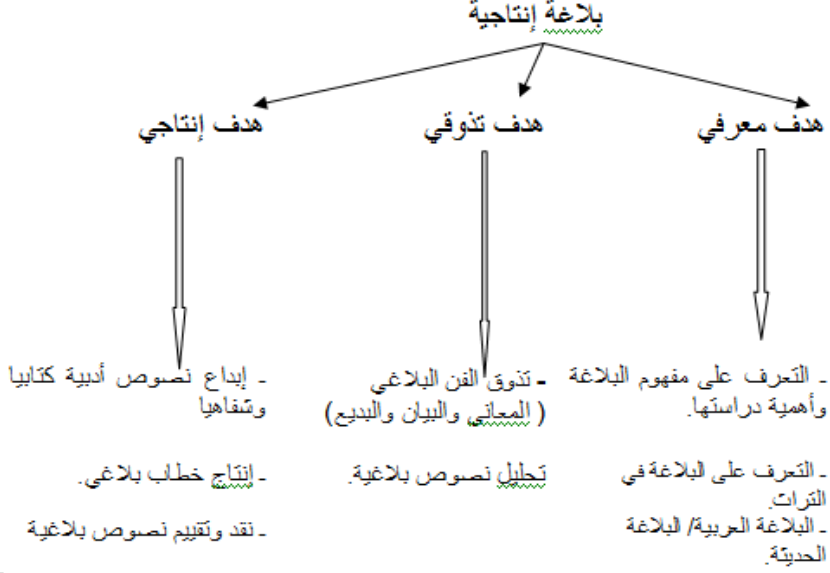 بلاغة إنتاجية
هدف معرفي
هدف تذوقي
هدف إنتاجي
ـ التعرف على مفهوم البلاغة
وأهمية دراستها.
ـ التعرف على البلاغة في
التراث.
ـ البلاغة العربية/ البلاغة
الحديثة.
ـ تذوق الفن البلاغي
( المعاني والبيان والبديع)
تحليل نصوص بلاغية.
ـ إبداع نصوص أدبية كتابيا
وشفاهيا
ـ إنتاج خطاب بلاغي.
ـ نقد وتقييم نصوص بلاغية